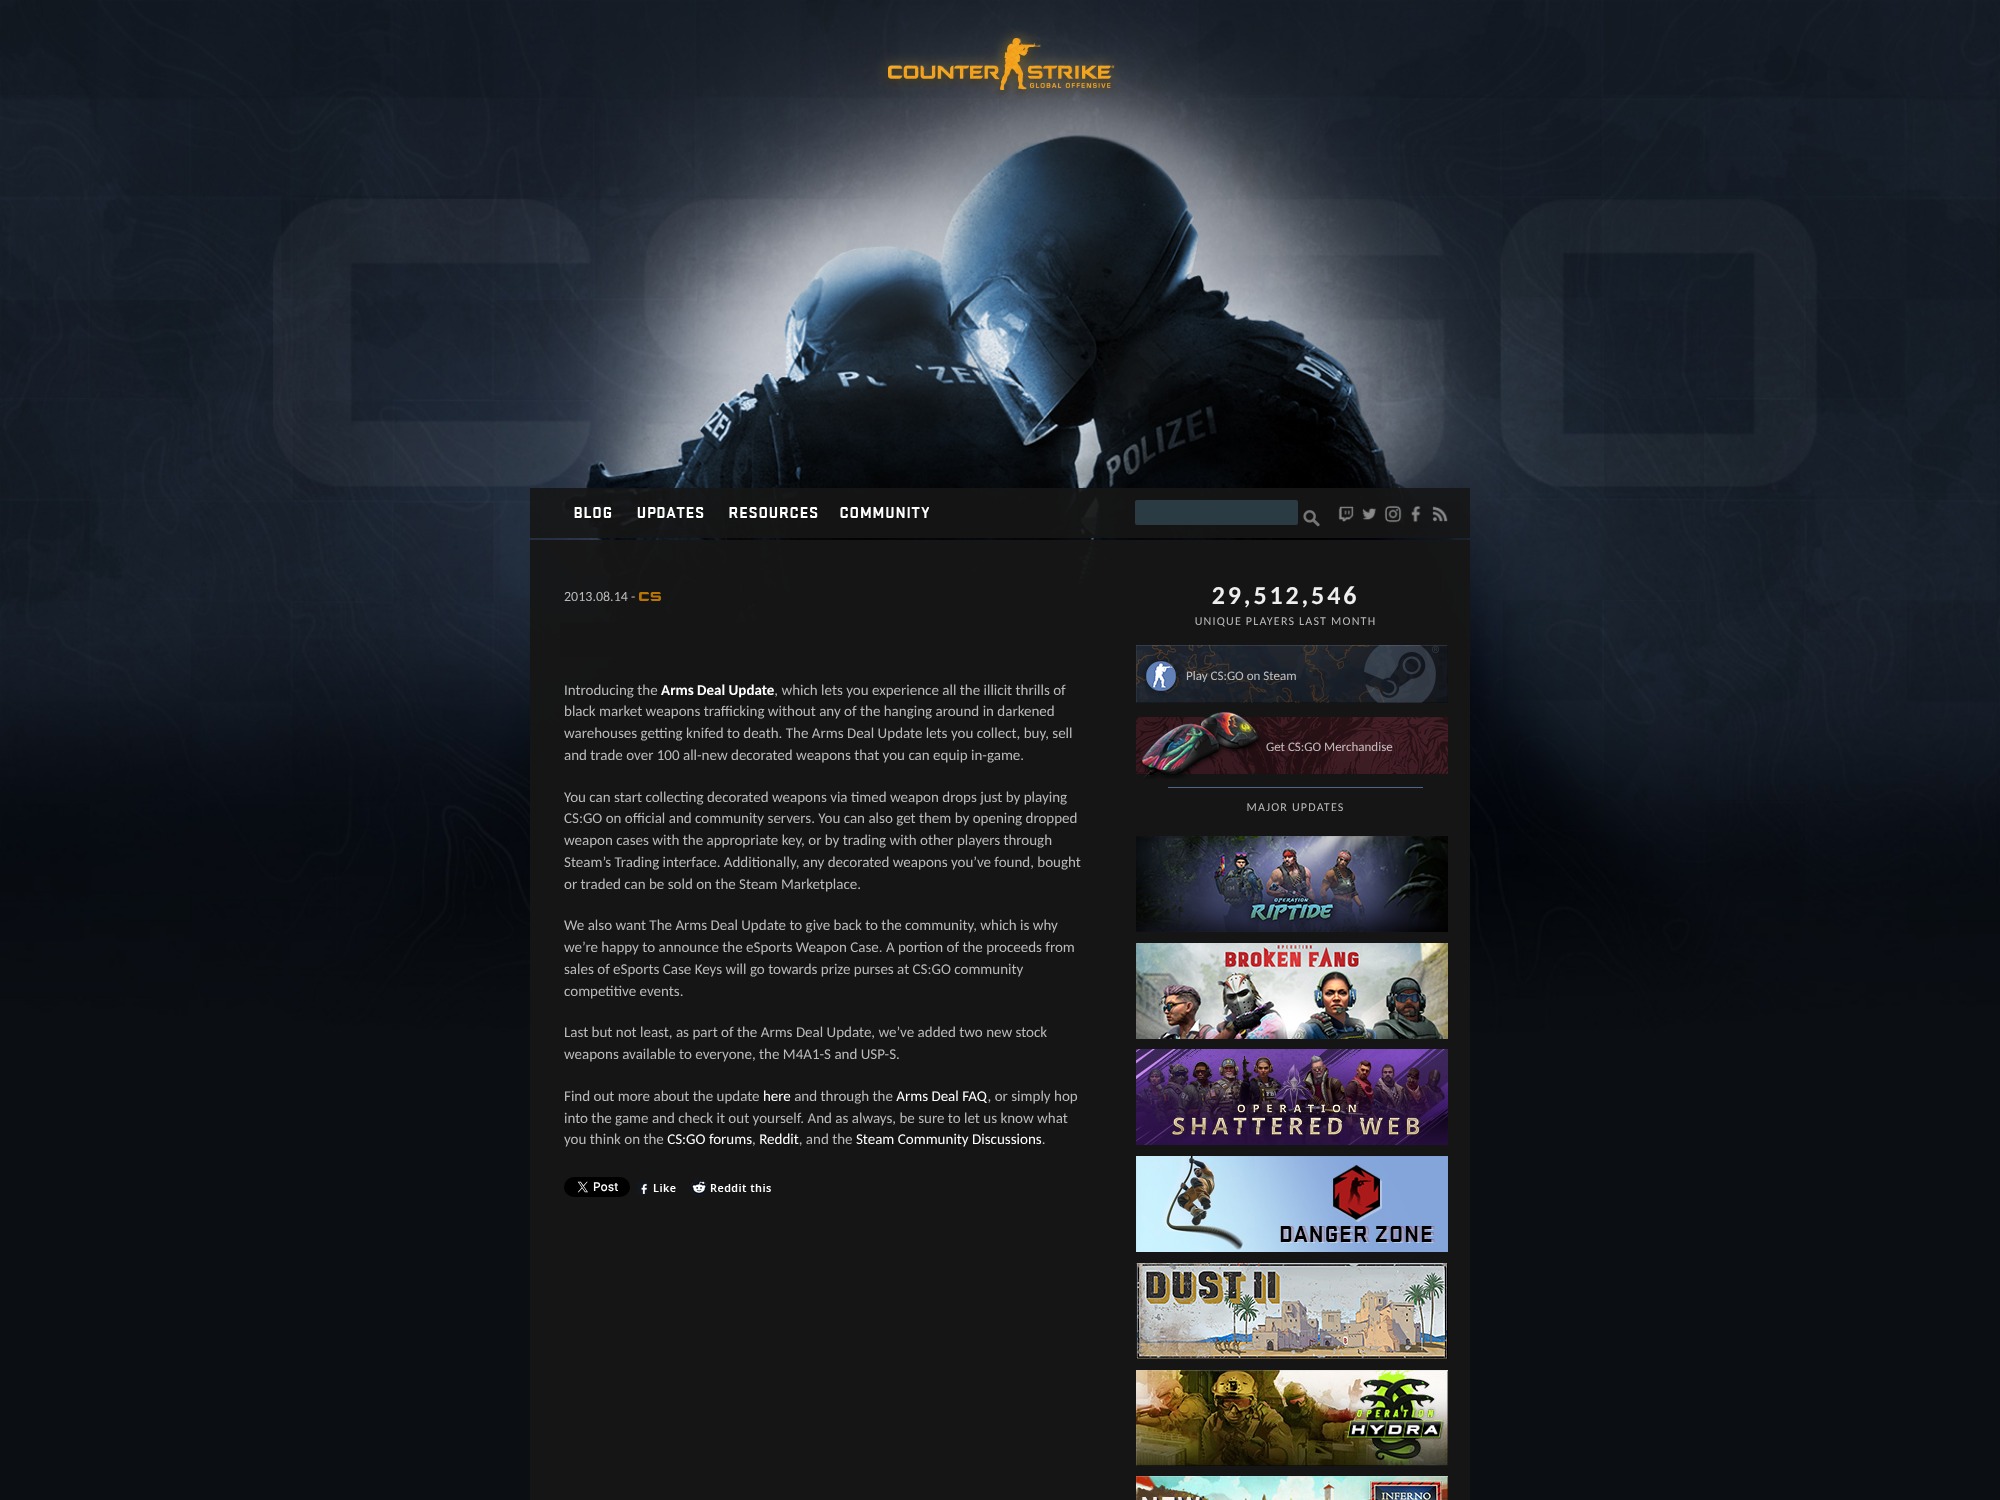 COUNTER STRIKE
GLOBAL OFFENSIVE
CS GO
POLIZEI
BLOG UPDATES RESOURCES COMMUNITY
2013.08.14 - CS
Introducing the Arms Deal Update, which lets you experience all the illicit thrills of
black market weapons trafficking without any of the hanging around in darkened
warehouses getting knifed to death. The Arms Deal Update lets you collect, buy, sell
and trade over 100 all-new decorated weapons that you can equip in-game.
You can start collecting decorated weapons via timed weapon drops just by playing
CS:GO on official and community servers. You can also get them by opening dropped
weapon cases with the appropriate key, or by trading with other players through
Steam’s Trading interface. Additionally, any decorated weapons you’ve found, bought
or traded can be sold on the Steam Marketplace.
We also want The Arms Deal Update to give back to the community, which is why
we’re happy to announce the eSports Weapon Case. A portion of the proceeds from
sales of eSports Case Keys will go towards prize purses at CS:GO community
competitive events.
Last but not least, as part of the Arms Deal Update, we’ve added two new stock
weapons available to everyone, the M4A1-S and USP-S.
Find out more about the update here and through the Arms Deal FAQ, or simply hop
into the game and check it out yourself. And as always, be sure to let us know what
you think on the CS:GO forums, Reddit, and the Steam Community Discussions.
Post Like Reddit this
29,512,546
UNIQUE PLAYERS LAST MONTH
Play CS:GO on Steam
Get CS:GO Merchandise
MAJOR UPDATES
OPERATION
RIPTIDE
OPERATION
BROKEN FANG
OPERATION
SHATTERED WEB
DANGER ZONE
DUST II
OPERATION
HYDRA
NEW
INFERNO